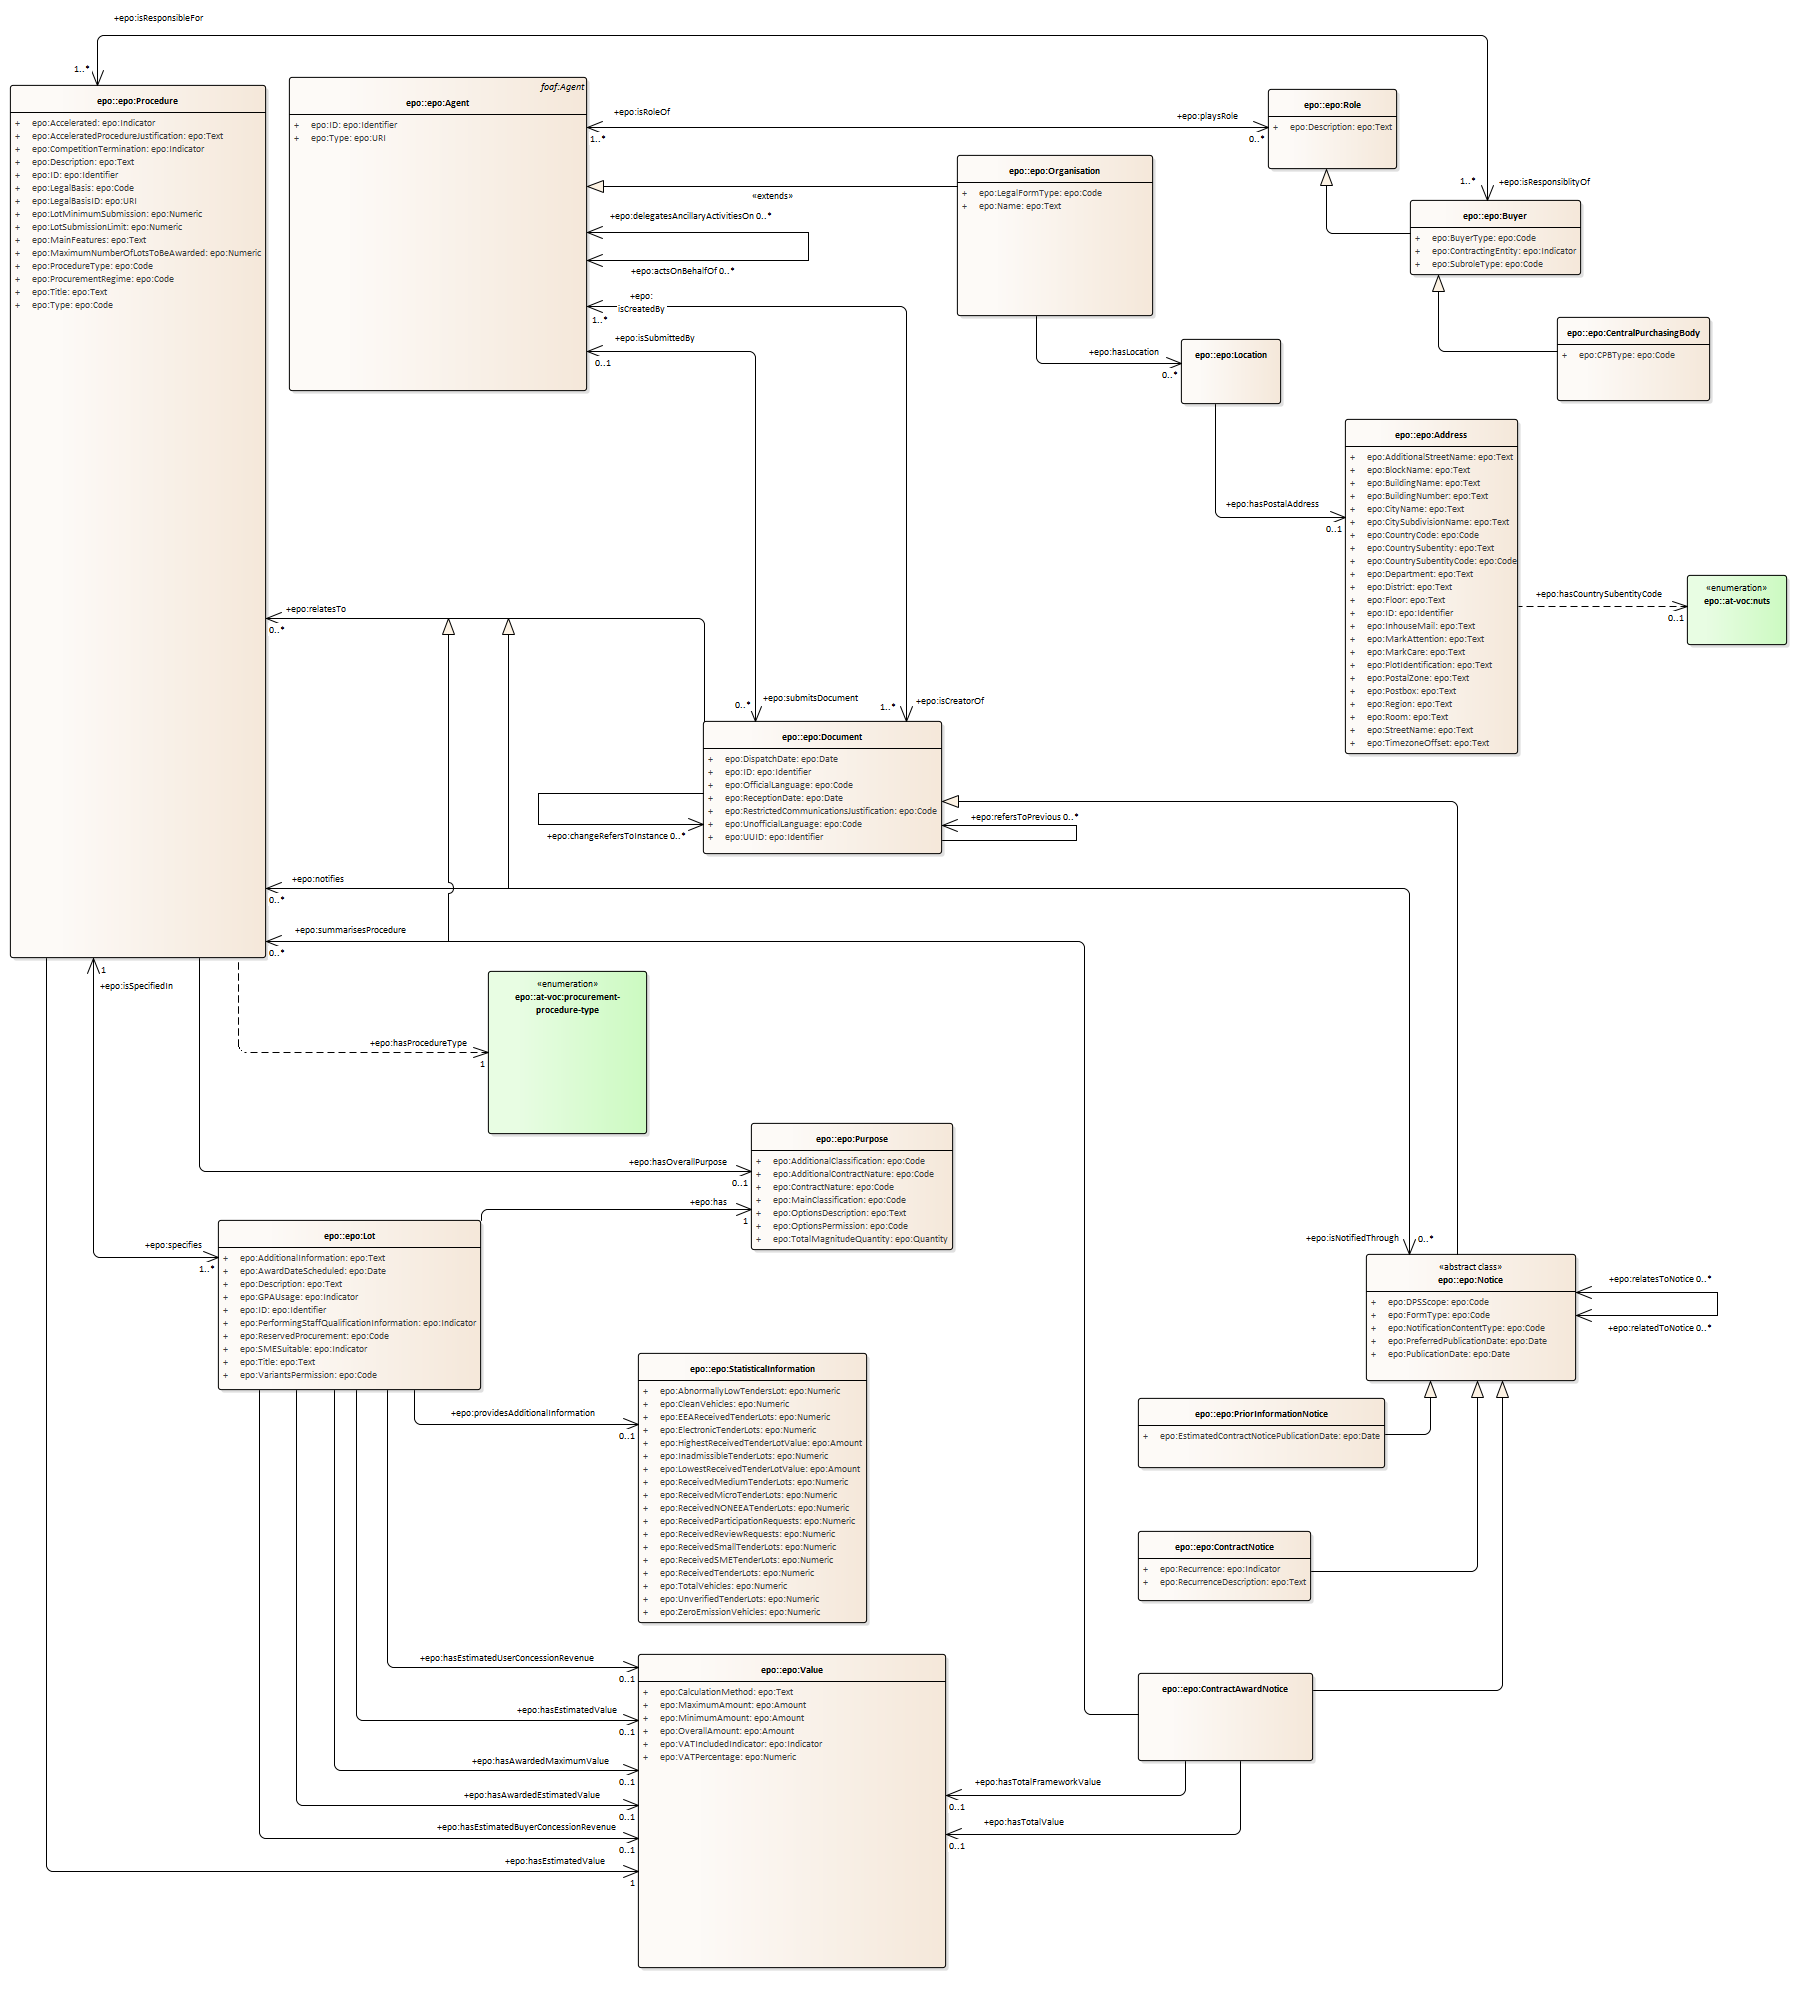 +epo:isResponsibleFor
1..*
epo::epo:Procedure
+ epo:Accelerated: epo:Indicator
+ epo:AcceleratedProcedureJustification: epo:Text
+ epo:CompetitionTermination: epo:Indicator
+ epo:Description: epo:Text
+ epo:ID: epo:Identifier
+ epo:LegalBasis: epo:Code
+ epo:LegalBasisID: epo:URI
+ epo:LotMinimumSubmission: epo:Numeric
+ epo:LotSubmissionLimit: epo:Numeric
+ epo:MainFeatures: epo:Text
+ epo:MaximumNumberOfLotsToBeAwarded: epo:Numeric
+ epo:ProcedureType: epo:Code
+ epo:ProcurementRegime: epo:Code
+ epo:Title: epo:Text
+ epo:Type: epo:Code
foaf:Agent
epo::epo:Agent
+ epo:ID: epo:Identifier
+ epo:Type: epo:URI
+epo:isRoleOf
1..*
+epo:playsRole
0..*
epo::epo:Role
+ epo:Description: epo:Text
epo::epo:Organisation
+ epo:LegalFormType: epo:Code
+ epo:Name: epo:Text
«extends»
+epo:delegatesAncillaryActivitiesOn 0..*
+epo:actsOnBehalfOf 0..*
+epo:
isCreatedBy
1..*
+epo:isSubmittedBy
0..1
1..*
+epo:isResponsiblityOf
epo::epo:Buyer
+ epo:BuyerType: epo:Code
+ epo:ContractingEntity: epo:Indicator
+ epo:SubroleType: epo:Code
epo::epo:CentralPurchasingBody
+ epo:CPBType: epo:Code
+epo:hasLocation
0..*
epo::epo:Location
+epo:hasPostalAddress
0..1
epo::epo:Address
+ epo:AdditionalStreetName: epo:Text
+ epo:BlockName: epo:Text
+ epo:BuildingName: epo:Text
+ epo:BuildingNumber: epo:Text
+ epo:CityName: epo:Text
+ epo:CitySubdivisionName: epo:Text
+ epo:CountryCode: epo:Code
+ epo:CountrySubentity: epo:Text
+ epo:CountrySubentityCode: epo:Code
+ epo:Department: epo:Text
+ epo:District: epo:Text
+ epo:Floor: epo:Text
+ epo:ID: epo:Identifier
+ epo:InhouseMail: epo:Text
+ epo:MarkAttention: epo:Text
+ epo:MarkCare: epo:Text
+ epo:PlotIdentification: epo:Text
+ epo:PostalZone: epo:Text
+ epo:Postbox: epo:Text
+ epo:Region: epo:Text
+ epo:Room: epo:Text
+ epo:StreetName: epo:Text
+ epo:TimezoneOffset: epo:Text
+epo:hasCountrySubentityCode
0..1
«enumeration»
epo::at-voc:nuts
+epo:relatesTo
0..*
0..*
+epo:submitsDocument
1..*
+epo:isCreatorOf
epo::epo:Document
+ epo:DispatchDate: epo:Date
+ epo:ID: epo:Identifier
+ epo:OfficialLanguage: epo:Code
+ epo:ReceptionDate: epo:Date
+ epo:RestrictedCommunicationsJustification: epo:Code
+ epo:UnofficialLanguage: epo:Code
+ epo:UUID: epo:Identifier
+epo:changeRefersToInstance 0..*
+epo:refersToPrevious 0..*
+epo:notifies
0..*
+epo:summarisesProcedure
0..*
1
+epo:isSpecifiedIn
«enumeration»
epo::at-voc:procurement-
procedure-type
+epo:hasProcedureType
1
epo::epo:Purpose
+ epo:AdditionalClassification: epo:Code
+ epo:AdditionalContractNature: epo:Code
+ epo:ContractNature: epo:Code
+ epo:MainClassification: epo:Code
+ epo:OptionsDescription: epo:Text
+ epo:OptionsPermission: epo:Code
+ epo:TotalMagnitudeQuantity: epo:Quantity
+epo:hasOverallPurpose
0..1
+epo:has
1
+epo:specifies
1..*
epo::epo:Lot
+ epo:AdditionalInformation: epo:Text
+ epo:AwardDateScheduled: epo:Date
+ epo:Description: epo:Text
+ epo:GPAUsage: epo:Indicator
+ epo:ID: epo:Identifier
+ epo:PerformingStaffQualificationInformation: epo:Indicator
+ epo:ReservedProcurement: epo:Code
+ epo:SMESuitable: epo:Indicator
+ epo:Title: epo:Text
+ epo:VariantsPermission: epo:Code
+epo:isNotifiedThrough
0..*
«abstract class»
epo::epo:Notice
+ epo:DPSScope: epo:Code
+ epo:FormType: epo:Code
+ epo:NotificationContentType: epo:Code
+ epo:PreferredPublicationDate: epo:Date
+ epo:PublicationDate: epo:Date
+epo:relatesToNotice 0..*
+epo:relatedToNotice 0..*
+epo:providesAdditionalInformation
0..1
epo::epo:StatisticalInformation
+ epo:AbnormallyLowTendersLot: epo:Numeric
+ epo:CleanVehicles: epo:Numeric
+ epo:EEAReceivedTenderLots: epo:Numeric
+ epo:ElectronicTenderLots: epo:Numeric
+ epo:HighestReceivedTenderLotValue: epo:Amount
+ epo:InadmissibleTenderLots: epo:Numeric
+ epo:LowestReceivedTenderLotValue: epo:Amount
+ epo:ReceivedMediumTenderLots: epo:Numeric
+ epo:ReceivedMicroTenderLots: epo:Numeric
+ epo:ReceivedNONEEATenderLots: epo:Numeric
+ epo:ReceivedParticipationRequests: epo:Numeric
+ epo:ReceivedReviewRequests: epo:Numeric
+ epo:ReceivedSmallTenderLots: epo:Numeric
+ epo:ReceivedSMETenderLots: epo:Numeric
+ epo:ReceivedTenderLots: epo:Numeric
+ epo:TotalVehicles: epo:Numeric
+ epo:UnverifiedTenderLots: epo:Numeric
+ epo:ZeroEmissionVehicles: epo:Numeric
epo::epo:PriorInformationNotice
+ epo:EstimatedContractNoticePublicationDate: epo:Date
epo::epo:ContractNotice
+ epo:Recurrence: epo:Indicator
+ epo:RecurrenceDescription: epo:Text
epo::epo:ContractAwardNotice
+epo:hasEstimatedUserConcessionRevenue
0..1
+epo:hasEstimatedValue
0..1
+epo:hasAwardedMaximumValue
0..1
+epo:hasAwardedEstimatedValue
0..1
+epo:hasEstimatedBuyerConcessionRevenue
0..1
+epo:hasEstimatedValue
1
epo::epo:Value
+ epo:CalculationMethod: epo:Text
+ epo:MaximumAmount: epo:Amount
+ epo:MinimumAmount: epo:Amount
+ epo:OverallAmount: epo:Amount
+ epo:VATIncludedIndicator: epo:Indicator
+ epo:VATPercentage: epo:Numeric
+epo:hasTotalFrameworkValue
0..1
+epo:hasTotalValue
0..1